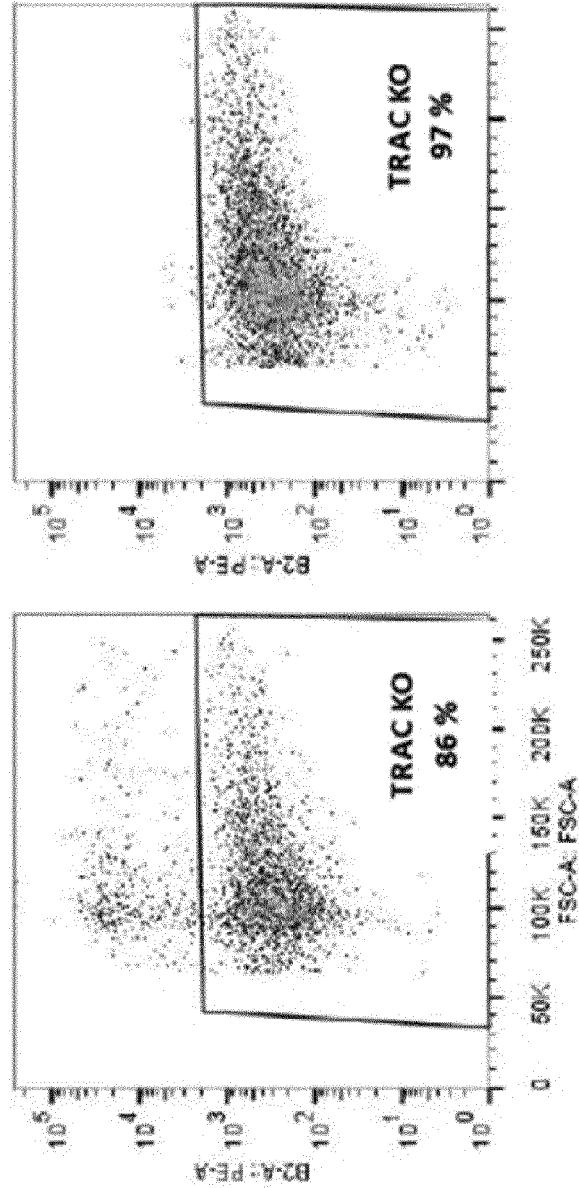 B2-A :: PE-A
10^5
10^4
10^3
10^2
10^1
10^0
TRAC KO
86 %
0 50K 100K 150K 200K 250K
FSC-A, FSC-A
B2-A :: PE-A
10^5
10^4
10^3
10^2
10^1
10^0
TRAC KO
97 %